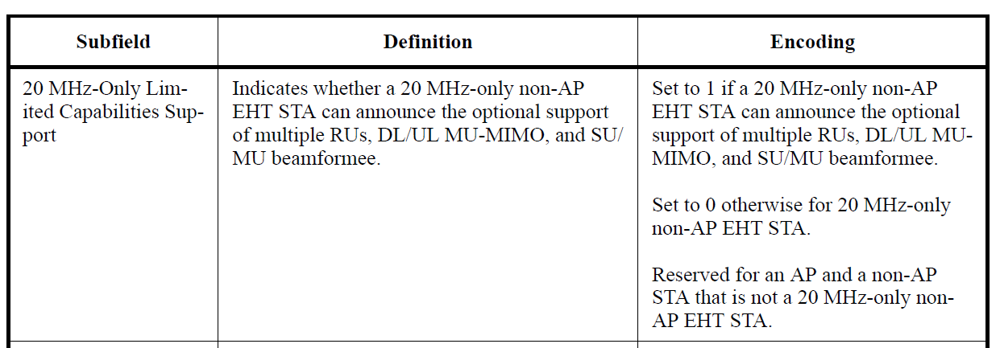 Subfield
Definition
Encoding
20 MHz-Only Lim-
ited Capabilities Sup-
port
Indicates whether a 20 MHz-only non-AP
EHT STA can announce the optional support
of multiple RUs, DL/UL MU-MIMO, and SU/
MU beamformee.
Set to 1 if a 20 MHz-only non-AP
EHT STA can announce the optional
support of multiple RUs, DL/UL MU-
MIMO, and SU/MU beamformee.
Set to 0 otherwise for 20 MHz-only
non-AP EHT STA.
Reserved for an AP and a non-AP
STA that is not a 20 MHz-only non-
AP EHT STA.